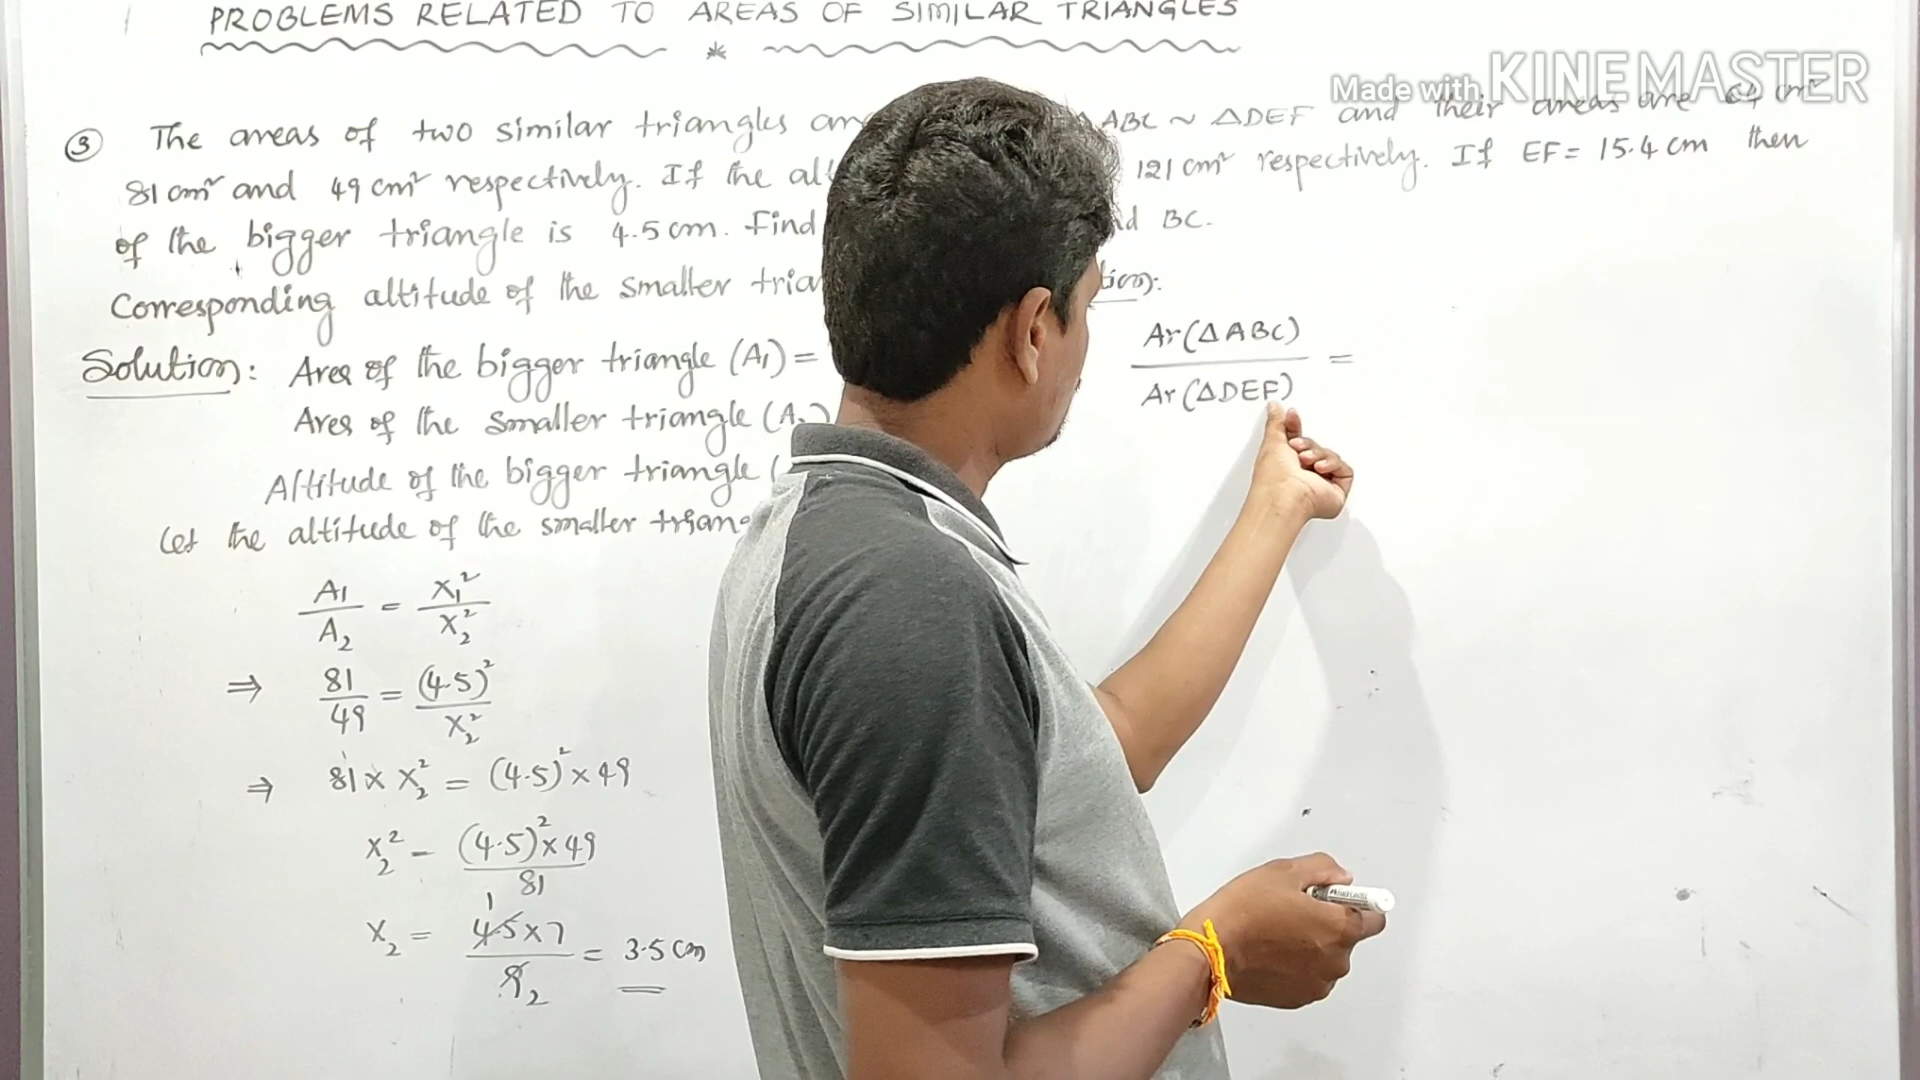 PROBLEMS RELATED TO AREAS OF SIMILAR TRIANGLES
*
Made with KINEMASTER
③ The areas of two similar triangles are
81 cm² and 49 cm² respectively. If the
of the bigger triangle is 4.5 cm. Find
Corresponding altitude of the smaller
Solution: Area of the bigger triangle (A1) =
Area of the smaller triangle
Altitude of the bigger triangle (
Let the altitude of the smaller
A1/A2 = X1²/X2²
⇒ 81/49 = (4.5)²/X2²
⇒ 81 × X2² = (4.5)² × 49
X2² = (4.5)² × 49 / 81
X2 = 4.5 × 7 / 9 = 3.5 cm
1
2
ABC ~ ΔDEF and their areas are 64 cm²
121 cm² respectively. If EF = 15.4 cm then
BC.
Ar(ΔABC)/Ar(ΔDEF) =